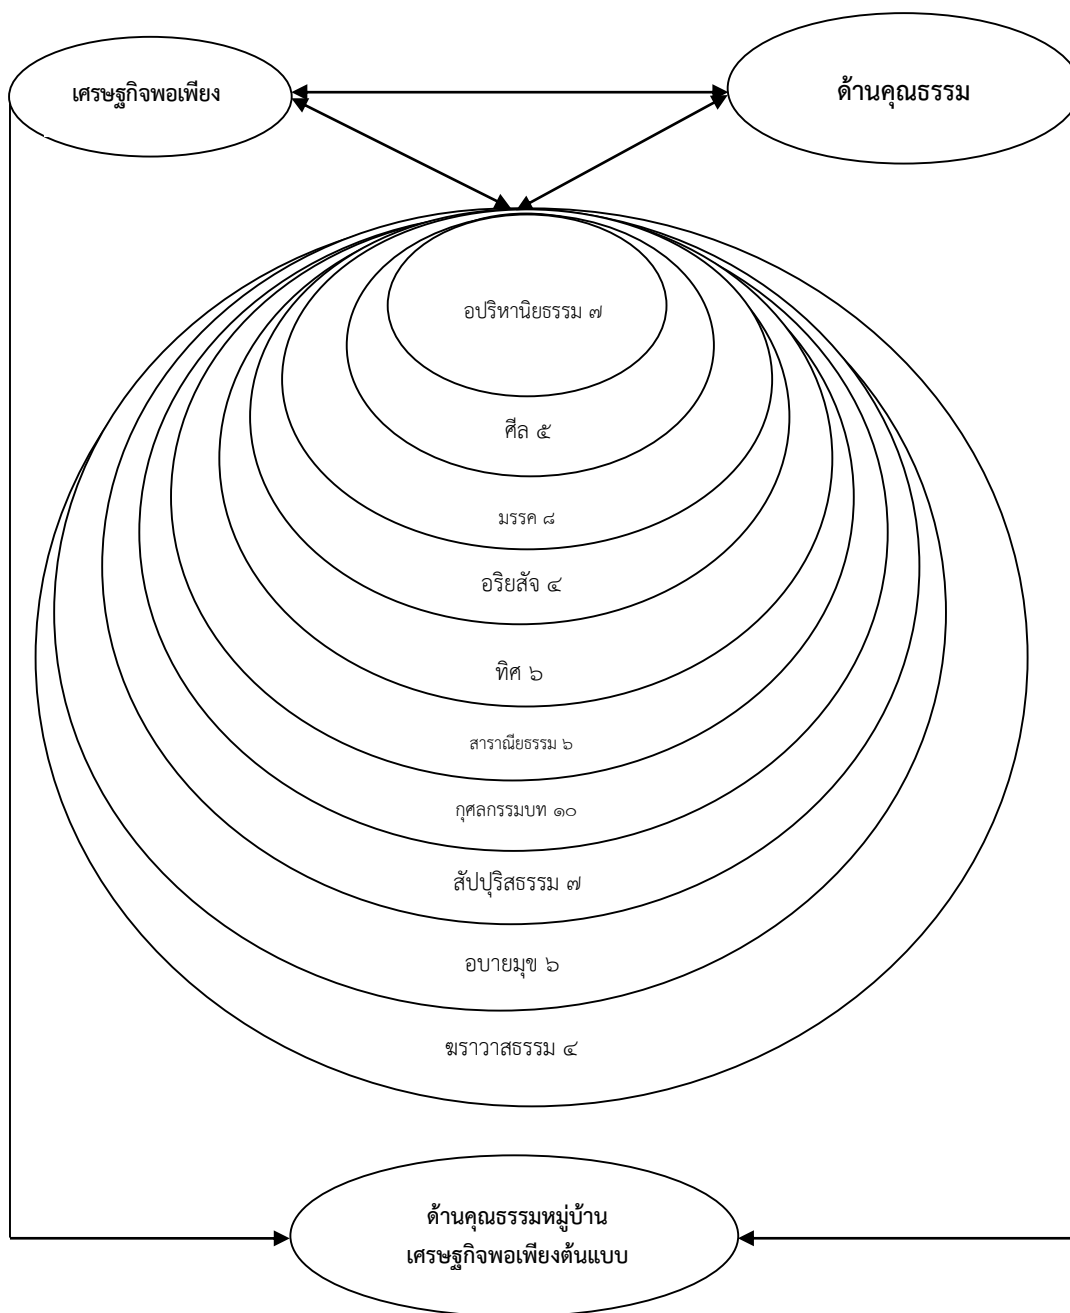 เศรษฐกิจพอเพียง
ด้านคุณธรรม
อปริหานิยธรรม ๗
ศีล ๕
มรรค ๘
อริยสัจ ๔
ทิศ ๖
สาราณียธรรม ๖
กุศลกรรมบท ๑๐
สัปปุริสธรรม ๗
อบายมุข ๖
ฆราวาสธรรม ๔
ด้านคุณธรรมหมู่บ้าน
เศรษฐกิจพอเพียงต้นแบบ